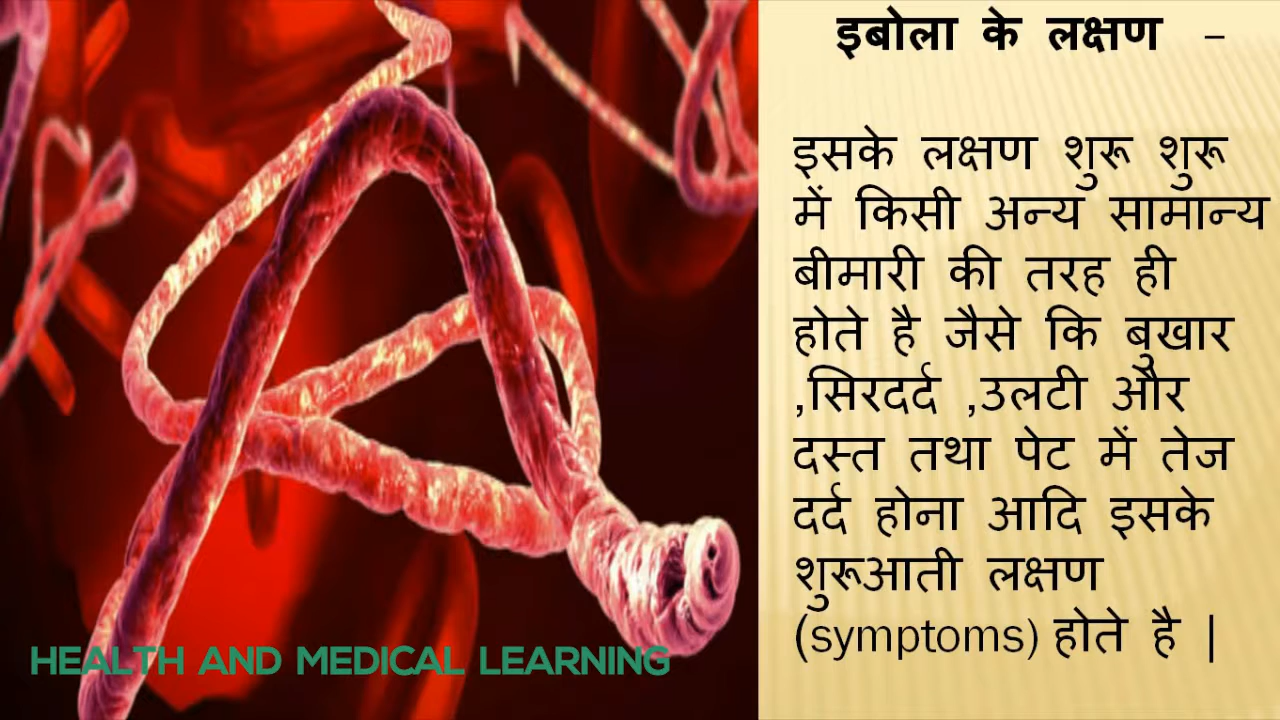 इबोला के लक्षण –
इसके लक्षण शुरू शुरू
में किसी अन्य सामान्य
बीमारी की तरह ही
होते है जैसे कि बुखार
,सिरदर्द ,उलटी और
दस्त तथा पेट में तेज
दर्द होना आदि इसके
शुरूआती लक्षण
(symptoms) होते है |
HEALTH AND MEDICAL LEARNING